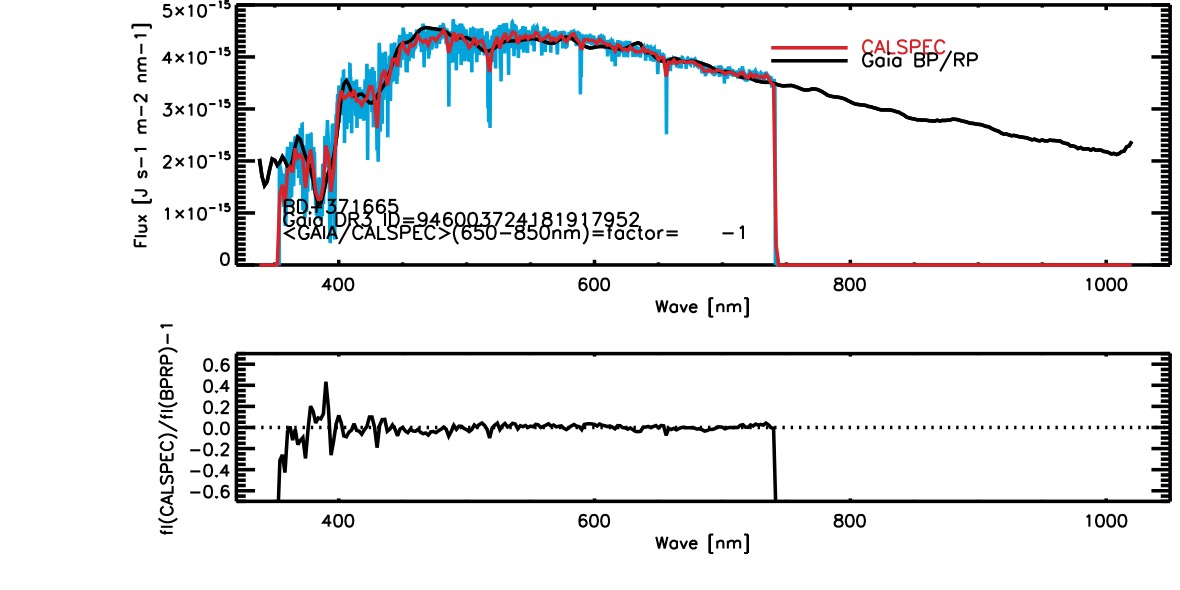 5×10−15
4×10−15
3×10−15
2×10−15
1×10−15
0
Flux [J s−1 m−2 nm−1]
CALSPEC
Gaia BP/RP
BD+371665
Gaia DR3 ID=946003724181917952
<GAIA/CALSPEC>(650−850nm)=factor= −1
400 600 800 1000
Wave [nm]
fl(CALSPEC)/fl(BPRP)−1
0.6
0.4
0.2
0.0
−0.2
−0.4
−0.6
400 600 800 1000
Wave [nm]